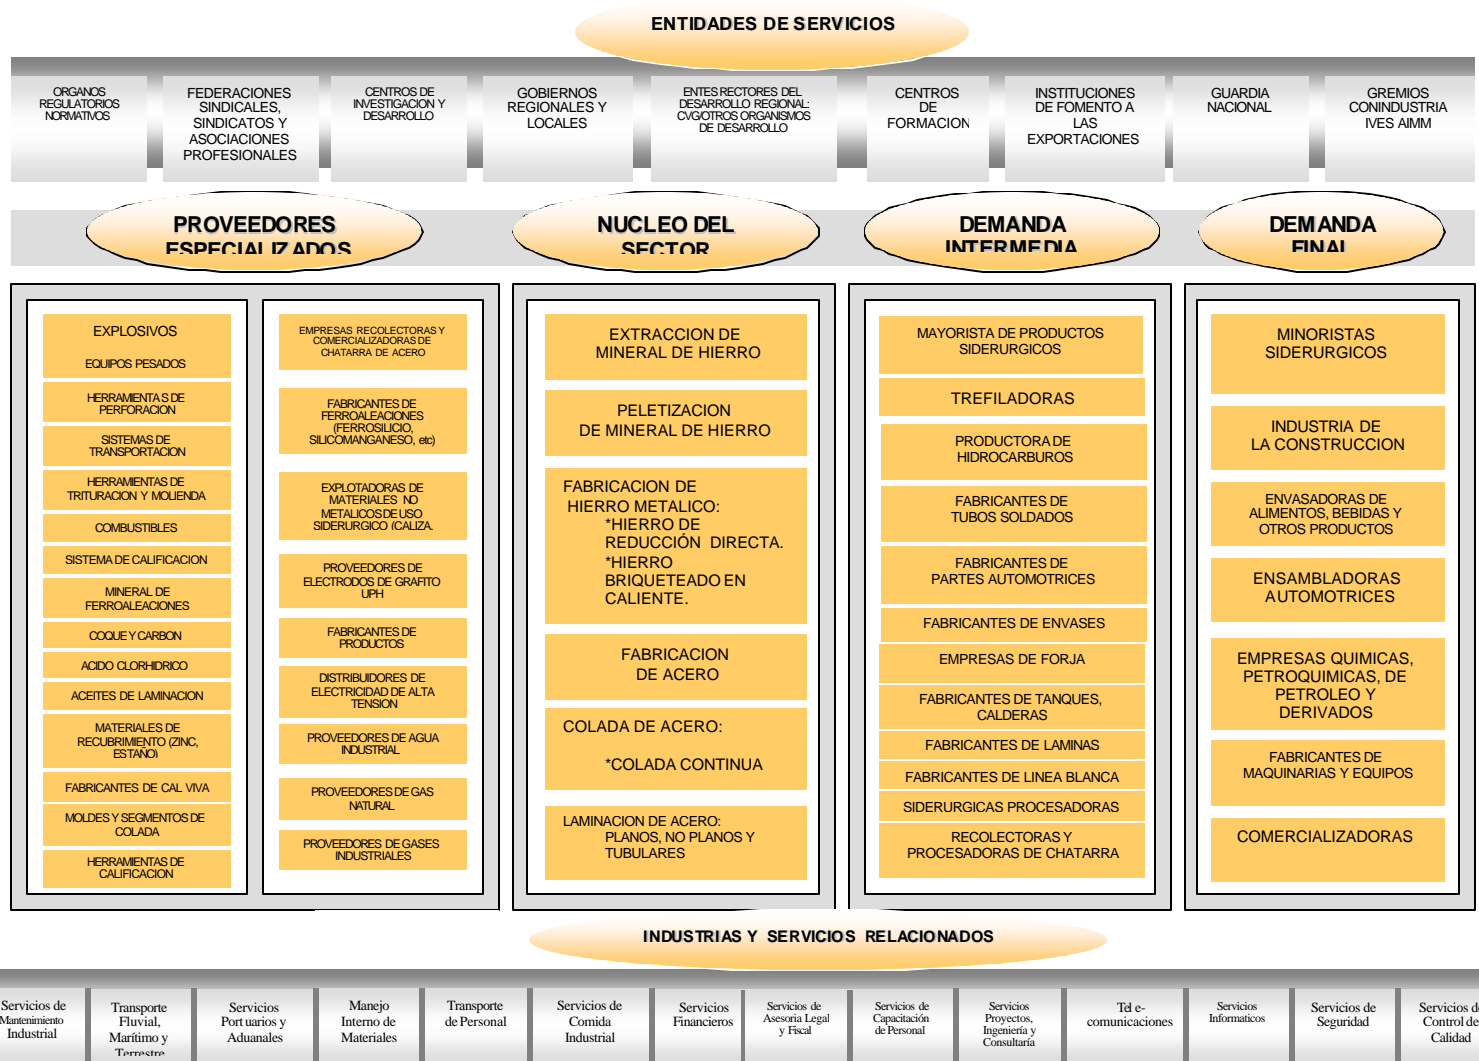 ENTIDADES DE SERVICIOS
ORGANOS
REGULATORIOS
NORMATIVOS
FEDERACIONES
SINDICALES,
SINDICATOS Y
ASOCIACIONES
PROFESIONALES
CENTROS DE
INVESTIGACION Y
DESARROLLO
GOBIERNOS
REGIONALES Y
LOCALES
ENTES RECTORES DEL
DESARROLLO REGIONAL:
CVG/OTROS ORGANISMOS
DE DESARROLLO
CENTROS
DE
FORMACION
INSTITUCIONES
DE FOMENTO A
LAS
EXPORTACIONES
GUARDIA
NACIONAL
GREMIOS
CONINDUSTRIA
IVES AIMM
PROVEEDORES
ESPECIALIZADOS
NUCLEO DEL
SECTOR
DEMANDA
INTERMEDIA
DEMANDA
FINAL
EXPLOSIVOS
EQUIPOS PESADOS
HERRAMIENTAS DE
PERFORACION
SISTEMAS DE
TRANSPORTACION
HERRAMIENTAS DE
TRITURACION Y MOLIENDA
COMBUSTIBLES
SISTEMA DE CALIFICACION
MINERAL DE
FERROALEACIONES
COQUE Y CARBON
ACIDO CLORHIDRICO
ACEITES DE LAMINACION
MATERIALES DE
RECUBRIMIENTO (ZINC,
ESTAÑO)
FABRICANTES DE CAL VIVA
MOLDES Y SEGMENTOS DE
COLADA
HERRAMIENTAS DE
CALIFICACION
EMPRESAS RECOLECTORAS Y
COMERCIALIZADORAS DE
CHATARRA DE ACERO
FABRICANTES DE
FERROALEACIONES
(FERROSILICIO,
SILICOMANGANESO, etc)
EXPLOTADORAS DE
MATERIALES NO
METALICOS DE USO
SIDERURGICO (CALIZA.
PROVEEDORES DE
ELECTRODOS DE GRAFITO
UPH
FABRICANTES DE
PRODUCTOS
DISTRIBUIDORES DE
ELECTRICIDAD DE ALTA
TENSION
PROVEEDORES DE AGUA
INDUSTRIAL
PROVEEDORES DE GAS
NATURAL
PROVEEDORES DE GASES
INDUSTRIALES
EXTRACCION DE
MINERAL DE HIERRO
PELETIZACION
DE MINERAL DE HIERRO
FABRICACION DE
HIERRO METALICO:
*HIERRO DE
REDUCCIÓN DIRECTA.
*HIERRO
BRIQUETEADO EN
CALIENTE.
FABRICACION
DE ACERO
COLADA DE ACERO:
*COLADA CONTINUA
LAMINACION DE ACERO:
PLANOS, NO PLANOS Y
TUBULARES
MAYORISTA DE PRODUCTOS
SIDERURGICOS
TREFILADORAS
PRODUCTORA DE
HIDROCARBUROS
FABRICANTES DE
TUBOS SOLDADOS
FABRICANTES DE
PARTES AUTOMOTRICES
FABRICANTES DE ENVASES
EMPRESAS DE FORJA
FABRICANTES DE TANQUES,
CALDERAS
FABRICANTES DE LAMINAS
FABRICANTES DE LINEA BLANCA
SIDERURGICAS PROCESADORAS
RECOLECTORAS Y
PROCESADORAS DE CHATARRA
MINORISTAS
SIDERURGICOS
INDUSTRIA DE
LA CONSTRUCCION
ENVASADORAS DE
ALIMENTOS, BEBIDAS Y
OTROS PRODUCTOS
ENSAMBLADORAS
AUTOMOTRICES
EMPRESAS QUIMICAS,
PETROQUIMICAS, DE
PETROLEO Y
DERIVADOS
FABRICANTES DE
MAQUINARIAS Y EQUIPOS
COMERCIALIZADORAS
INDUSTRIAS Y SERVICIOS RELACIONADOS
Servicios de
Mantenimiento
Industrial
Transporte
Fluvial,
Marítimo y
Terrestre
Servicios
Portuarios y
Aduanales
Manejo
Interno de
Materiales
Transporte
de Personal
Servicios de
Comida
Industrial
Servicios
Financieros
Servicios de
Asesoria Legal
y Fiscal
Servicios de
Capacitación
de Personal
Servicios
Proyectos,
Ingeniería y
Consultaría
Tel e-
comunicaciones
Servicios
Informaticos
Servicios de
Seguridad
Servicios de
Control de
Calidad